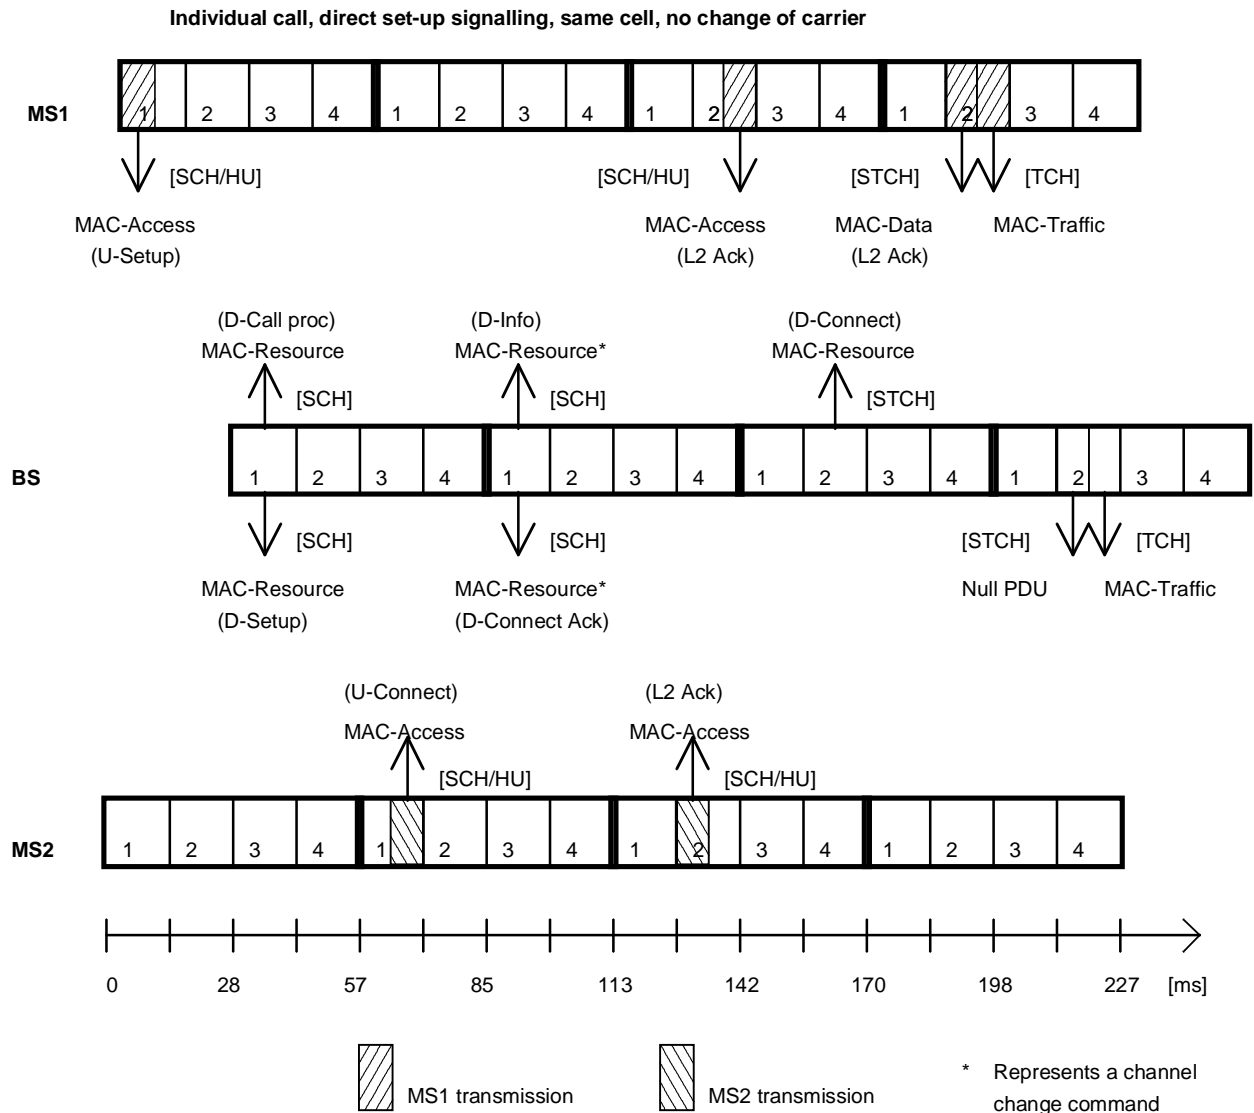 Individual call, direct set-up signalling, same cell, no change of carrier
MS1
1 2 3 4 1 2 3 4 1 2 3 4 1 2 3 4
[SCH/HU] [SCH/HU] [STCH] [TCH]
MAC-Access MAC-Access MAC-Data MAC-Traffic
(U-Setup) (L2 Ack) (L2 Ack)
(D-Call proc) (D-Info) (D-Connect)
MAC-Resource MAC-Resource* MAC-Resource
[SCH] [SCH] [STCH]
BS
1 2 3 4 1 2 3 4 1 2 3 4 1 2 3 4
[SCH] [SCH] [STCH] [TCH]
MAC-Resource MAC-Resource* Null PDU MAC-Traffic
(D-Setup) (D-Connect Ack)
(U-Connect) (L2 Ack)
MAC-Access MAC-Access
[SCH/HU] [SCH/HU]
MS2
1 2 3 4 1 2 3 4 1 2 3 4 1 2 3 4
0 28 57 85 113 142 170 198 227 [ms]
MS1 transmission MS2 transmission
* Represents a channel
change command